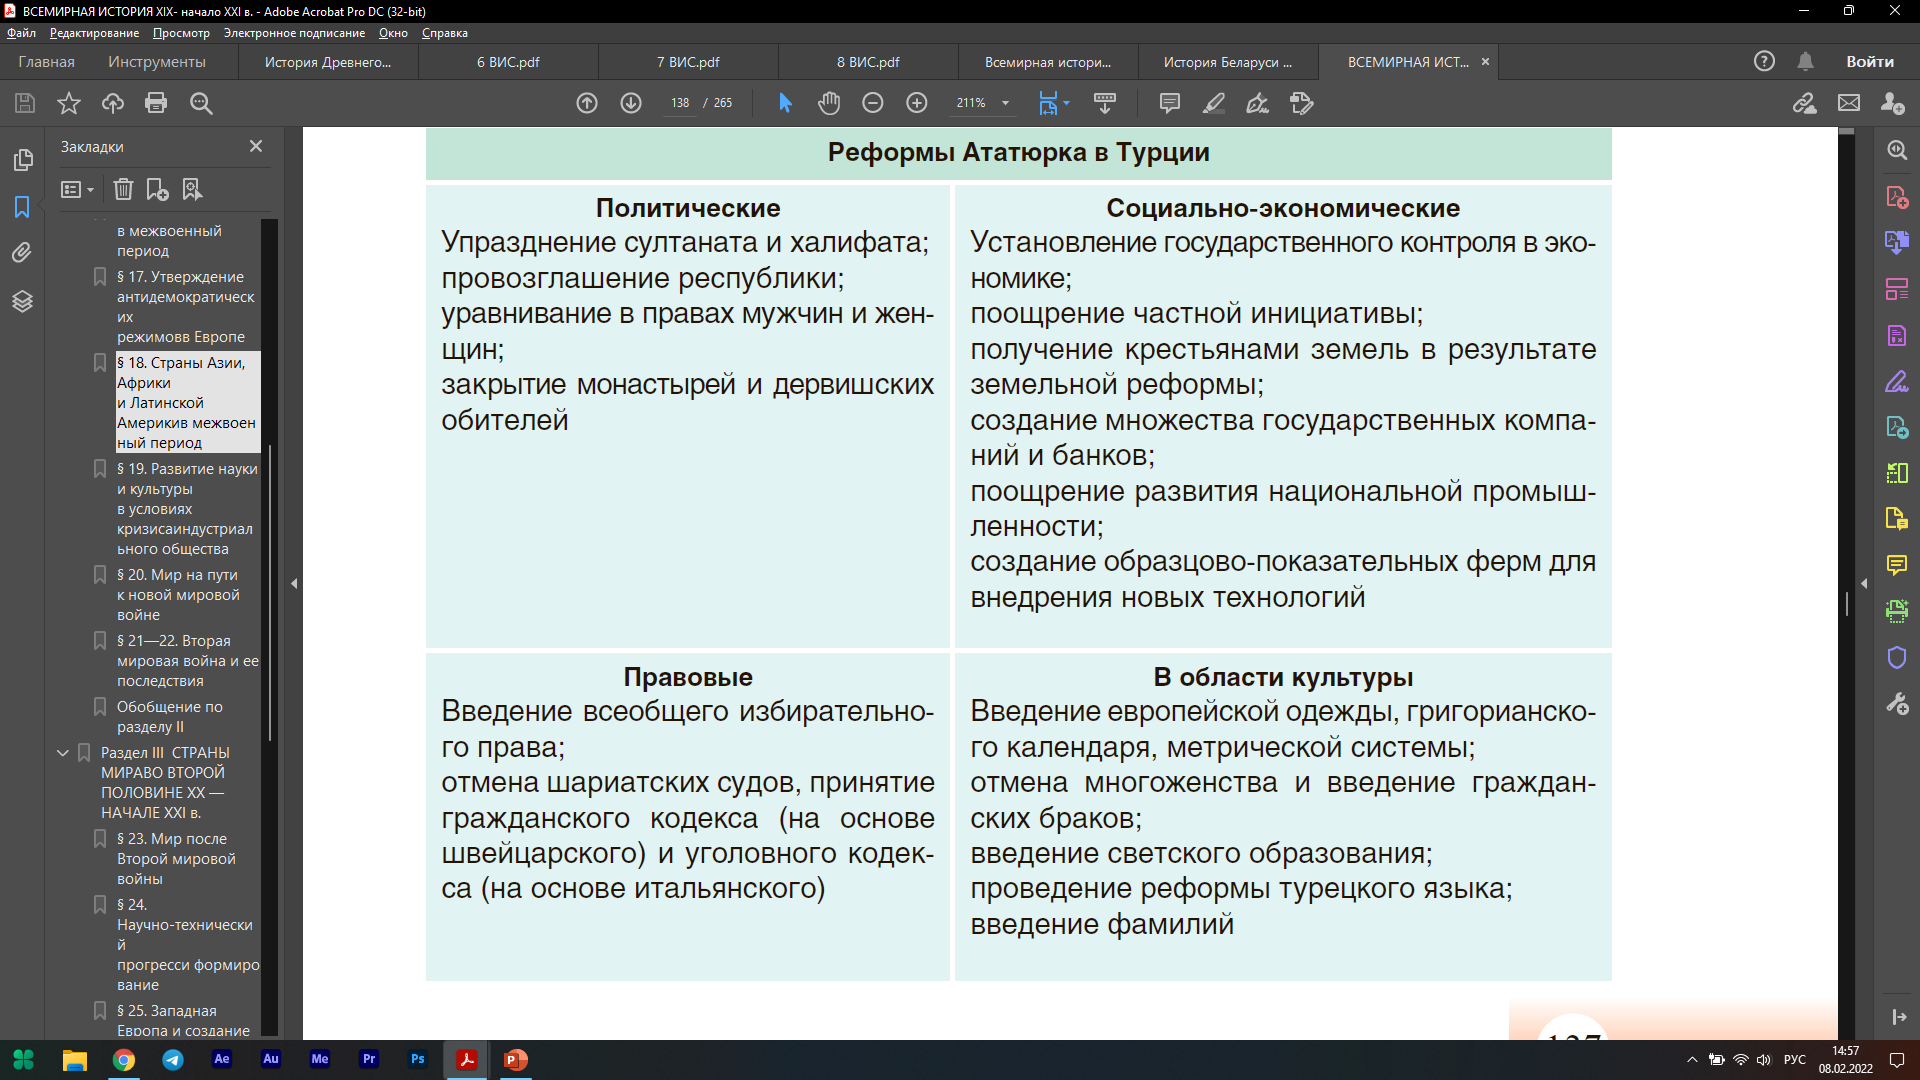 ВСЕМИРНАЯ ИСТОРИЯ XIX- начало XXI в. - Adobe Acrobat Pro DC (32-bit)
Файл Редактирование Просмотр Электронное подписание Окно Справка
Главная Инструменты История Древнего... 6 ВИС.pdf 7 ВИС.pdf 8 ВИС.pdf Всемирная истори... История Беларуси ... ВСЕМИРНАЯ ИСТ... Войти
138 / 265 211%
Закладки
в межвоенный
период
§ 17. Утверждение
антидемократическ
их
режимовв Европе
§ 18. Страны Азии,
Африки
и Латинской
Америкив межвоен
ный период
§ 19. Развитие науки
и культуры
в условиях
кризисаиндустриал
ьного общества
§ 20. Мир на пути
к новой мировой
войне
§ 21—22. Вторая
мировая война и ее
последствия
Обобщение по
разделу II
Раздел III СТРАНЫ
МИРАВО ВТОРОЙ
ПОЛОВИНЕ XX —
НАЧАЛЕ XXI в.
§ 23. Мир после
Второй мировой
войны
§ 24.
Научно-технически
й
прогресси формиро
вание
§ 25. Западная
Европа и создание
Реформы Ататюрка в Турции
Политические
Упразднение султаната и халифата;
провозглашение республики;
уравнивание в правах мужчин и жен-
щин;
закрытие монастырей и дервишских
обителей
Социально-экономические
Установление государственного контроля в эко-
номике;
поощрение частной инициативы;
получение крестьянами земель в результате
земельной реформы;
создание множества государственных компа-
ний и банков;
поощрение развития национальной промыш-
ленности;
создание образцово-показательных ферм для
внедрения новых технологий
Правовые
Введение всеобщего избирательно-
го права;
отмена шариатских судов, принятие
гражданского кодекса (на основе
швейцарского) и уголовного кодек-
са (на основе итальянского)
В области культуры
Введение европейской одежды, григорианско-
го календаря, метрической системы;
отмена многоженства и введение граждан-
ских браков;
введение светского образования;
проведение реформы турецкого языка;
введение фамилий
137
Ae Au Me Pr Ps P
РУС
14:57
08.02.2022